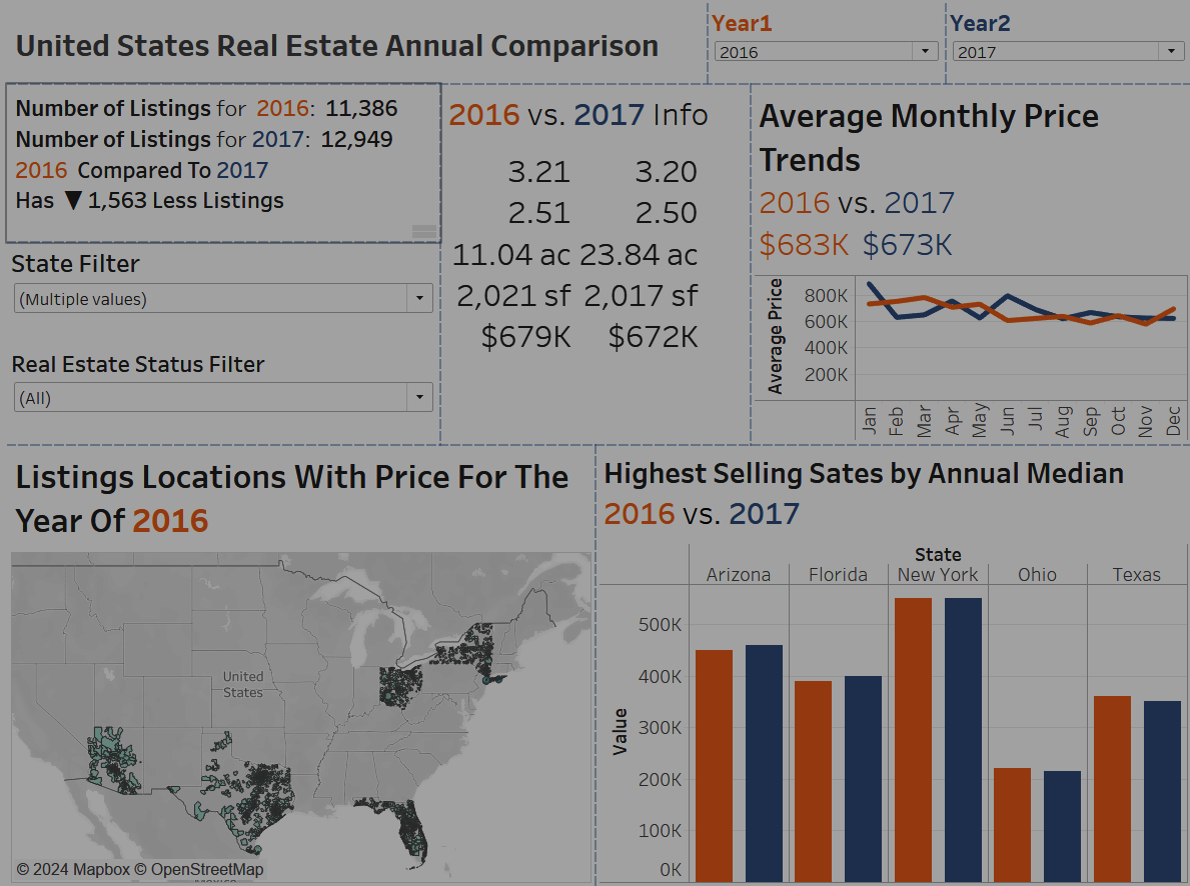 United States Real Estate Annual Comparison
Year1
2016
Year2
2017
Number of Listings for 2016: 11,386
Number of Listings for 2017: 12,949
2016 Compared To 2017
Has ▼ 1,563 Less Listings
State Filter
(Multiple values)
Real Estate Status Filter
(All)
2016 vs. 2017 Info
3.21 3.20
2.51 2.50
11.04 ac 23.84 ac
2,021 sf 2,017 sf
$679K $672K
Average Monthly Price
Trends
2016 vs. 2017
$683K $673K
Average Price
800K
600K
400K
200K
Jan Feb Mar Apr May Jun Jul Aug Sep Oct Nov Dec
Listings Locations With Price For The
Year Of 2016
United
States
© 2024 Mapbox © OpenStreetMap
Highest Selling Sates by Annual Median
2016 vs. 2017
State
Arizona Florida New York Ohio Texas
Value
500K
400K
300K
200K
100K
0K